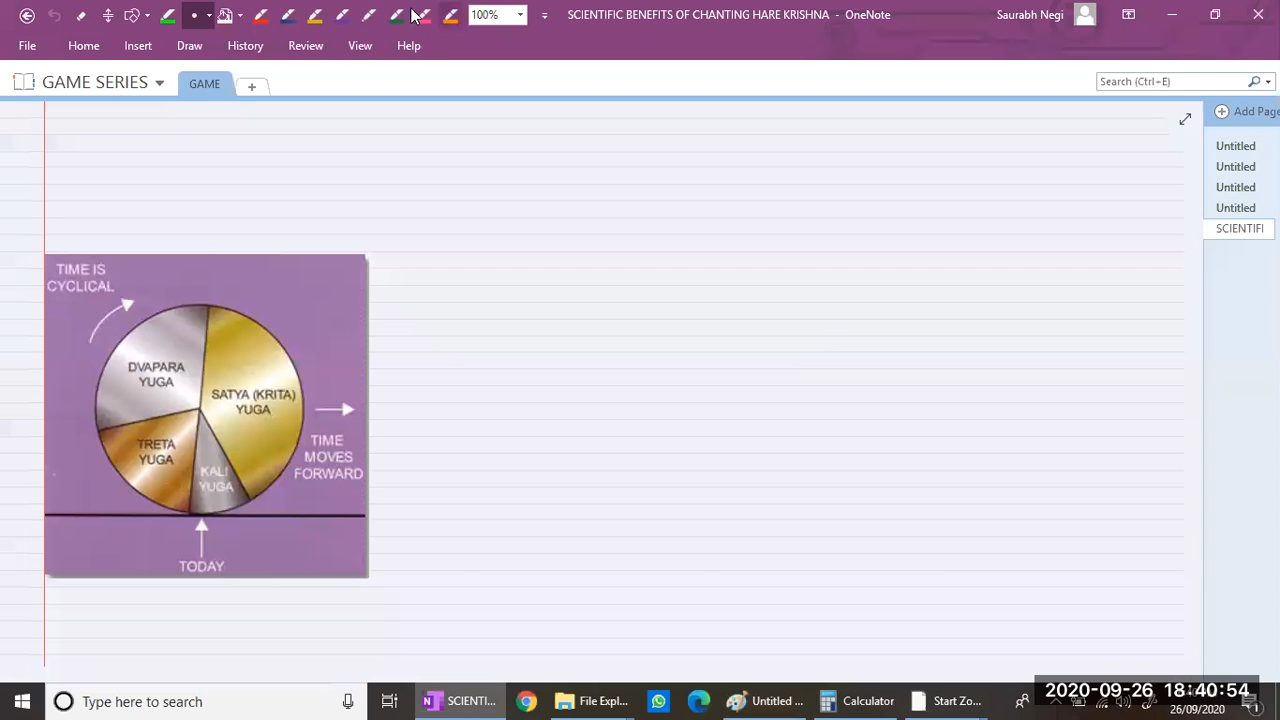 100%
SCIENTIFIC BENEFITS OF CHANTING HARE KRISHNA - OneNote
Saurabh Negi
File Home Insert Draw History Review View Help
GAME SERIES GAME
Search (Ctrl+E)
Add Page
Untitled
Untitled
Untitled
Untitled
SCIENTIFI
TIME IS
CYCLICAL
DVAPARA
YUGA
SATYA (KRITA)
YUGA
TRETA
YUGA
KALI
YUGA
TIME
MOVES
FORWARD
TODAY
Type here to search
SCIENTI...
File Expl...
Untitled ...
Calculator
Start Zo...
2020-09-26 18:40:54
26/09/2020